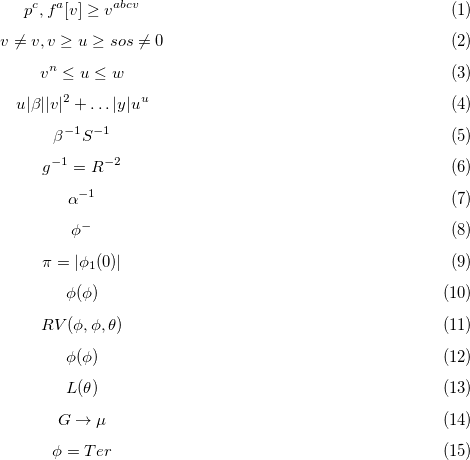 p^c, f^a[v] ≥ v^{abcv} (1)
v ≠ v, v ≥ u ≥ sos ≠ 0 (2)
v^n ≤ u ≤ w (3)
u|β||v|^2 + ...|y|u^u (4)
β^{-1}S^{-1} (5)
g^{-1} = R^{-2} (6)
α^{-1} (7)
ϕ^- (8)
π = |ϕ_1(0)| (9)
ϕ(ϕ) (10)
RV(ϕ, ϕ, θ) (11)
ϕ(ϕ) (12)
L(θ) (13)
G → μ (14)
ϕ = Ter (15)